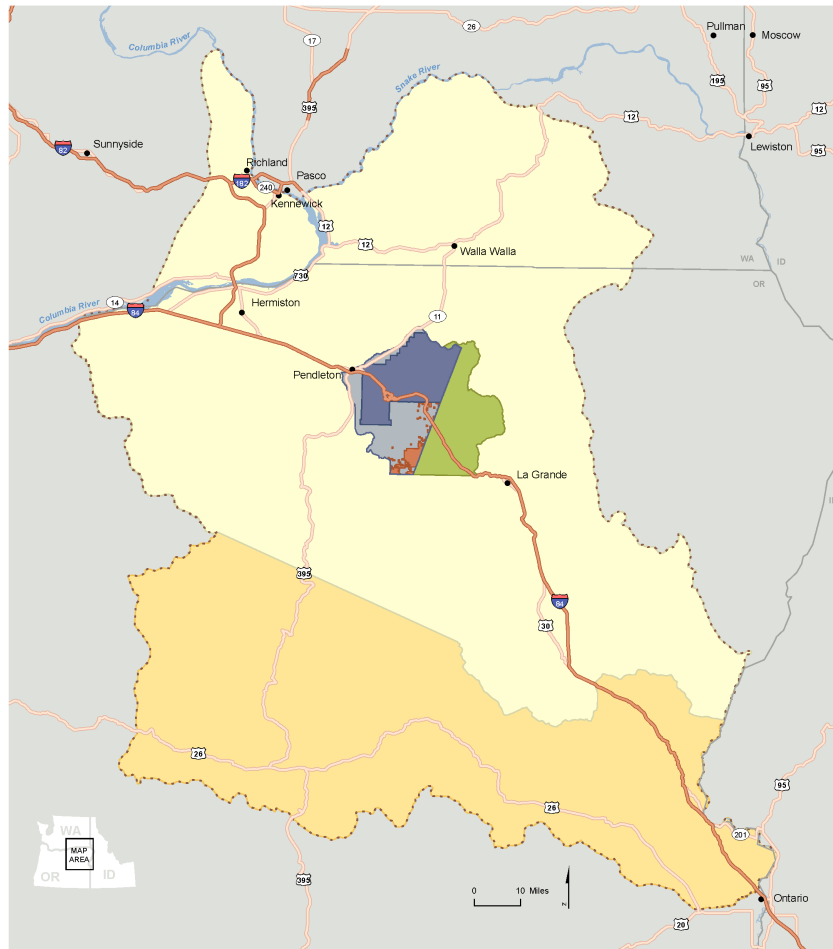 Pullman
Moscow
26
17
Columbia River
Snake River
195
95
395
12
12
Sunnyside
82
Lewiston
95
Richland
182
240
Pasco
Kennewick
12
12
Walla Walla
WA
ID
OR
730
14
84
Columbia River
Hermiston
11
Pendleton
La Grande
I
395
84
30
26
26
95
201
WA
MAP
AREA
OR
ID
395
0
10 Miles
z
Ontario
20